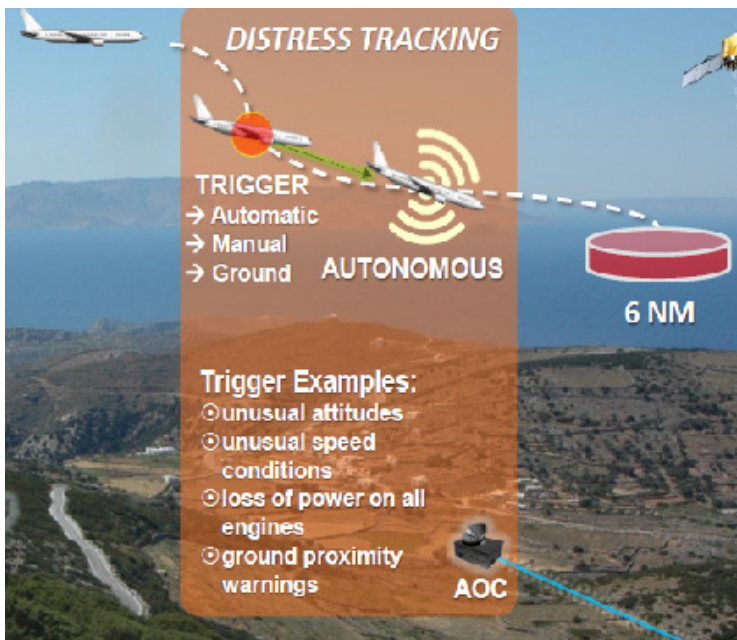 DISTRESS TRACKING
TRIGGER
→ Automatic
→ Manual
→ Ground
AUTONOMOUS
6 NM
Trigger Examples:
⊙unusual attitudes
⊙unusual speed
conditions
⊙loss of power on all
engines
⊙ground proximity
warnings
AOC